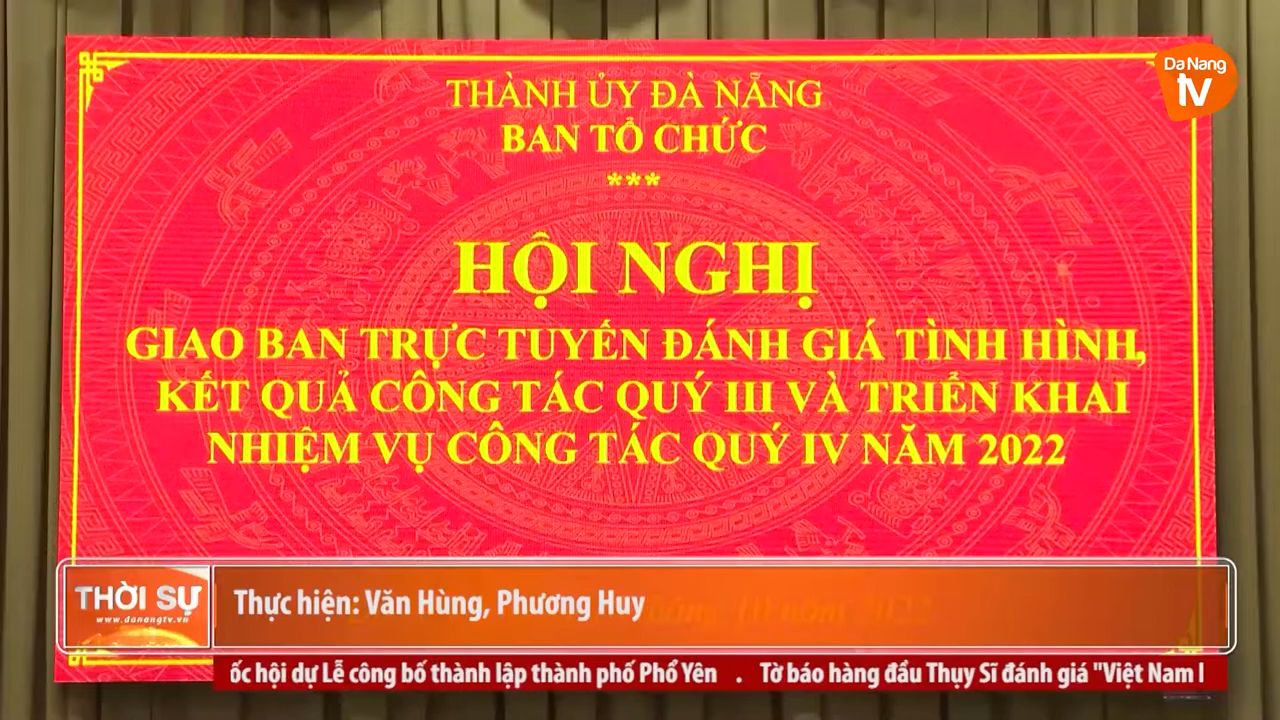 Da Nang
tv
THÀNH ỦY ĐÀ NẴNG
BAN TỔ CHỨC
***
HỘI NGHỊ
GIAO BAN TRỰC TUYẾN ĐÁNH GIÁ TÌNH HÌNH,
KẾT QUẢ CÔNG TÁC QUÝ III VÀ TRIỂN KHAI
NHIỆM VỤ CÔNG TÁC QUÝ IV NĂM 2022
THỜI SỰ
www.danangtv.vn
Thực hiện: Văn Hùng, Phương Huy
ốc hội dự Lễ công bố thành lập thành phố Phổ Yên . Tờ báo hàng đầu Thụy Sĩ đánh giá "Việt Nam